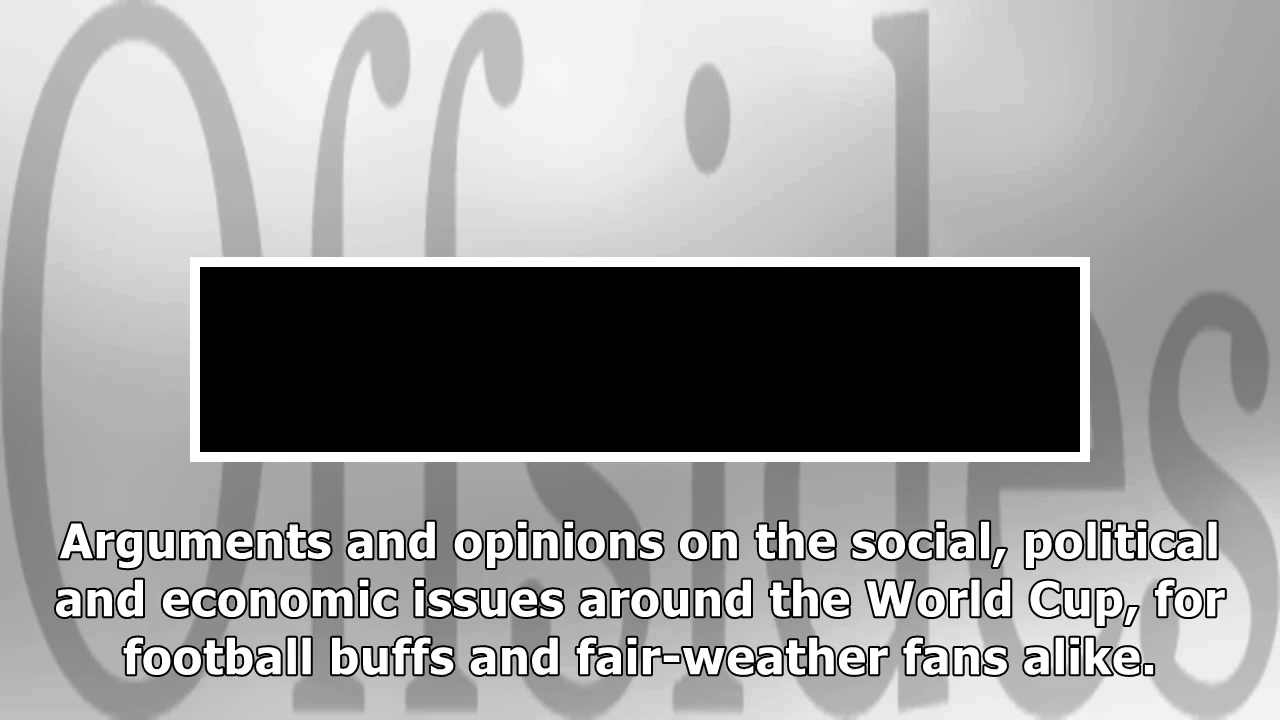 Offsides
Arguments and opinions on the social, political
and economic issues around the World Cup, for
football buffs and fair-weather fans alike.